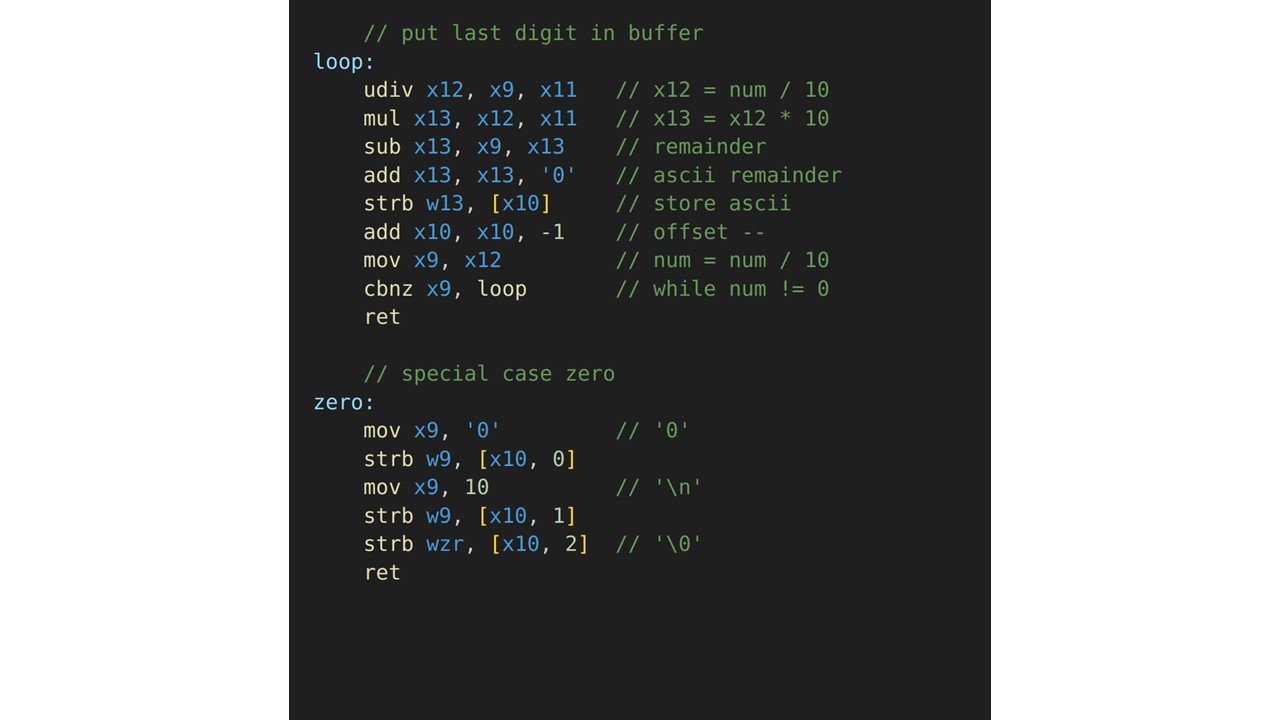 // put last digit in buffer
loop:
udiv x12, x9, x11 // x12 = num / 10
mul x13, x12, x11 // x13 = x12 * 10
sub x13, x9, x13 // remainder
add x13, x13, '0' // ascii remainder
strb w13, [x10] // store ascii
add x10, x10, -1 // offset --
mov x9, x12 // num = num / 10
cbnz x9, loop // while num != 0
ret
// special case zero
zero:
mov x9, '0' // '0'
strb w9, [x10, 0]
mov x9, 10 // '\n'
strb w9, [x10, 1]
strb wzr, [x10, 2] // '\0'
ret